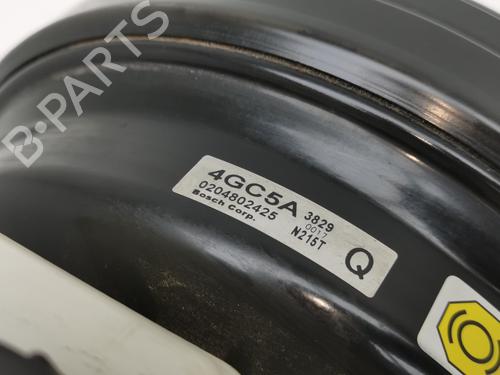 B-PARTS
4GC5A 3829
0204802425 0017
Bosch Corp. N215T
Q